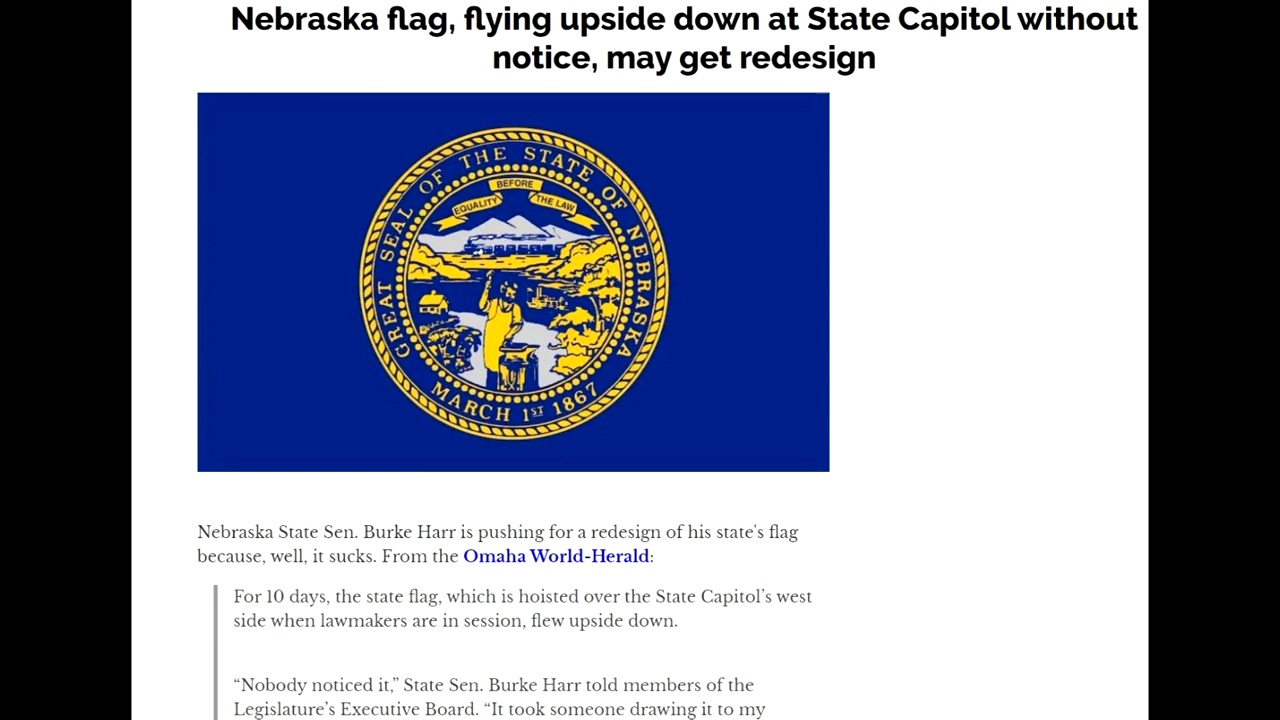 Nebraska flag, flying upside down at State Capitol without
notice, may get redesign
GREAT SEAL OF THE STATE OF NEBRASKA
EQUALITY BEFORE THE LAW
MARCH 1ST 1867
Nebraska State Sen. Burke Harr is pushing for a redesign of his state's flag
because, well, it sucks. From the Omaha World-Herald:
For 10 days, the state flag, which is hoisted over the State Capitol’s west
side when lawmakers are in session, flew upside down.
“Nobody noticed it,” State Sen. Burke Harr told members of the
Legislature’s Executive Board. “It took someone drawing it to my